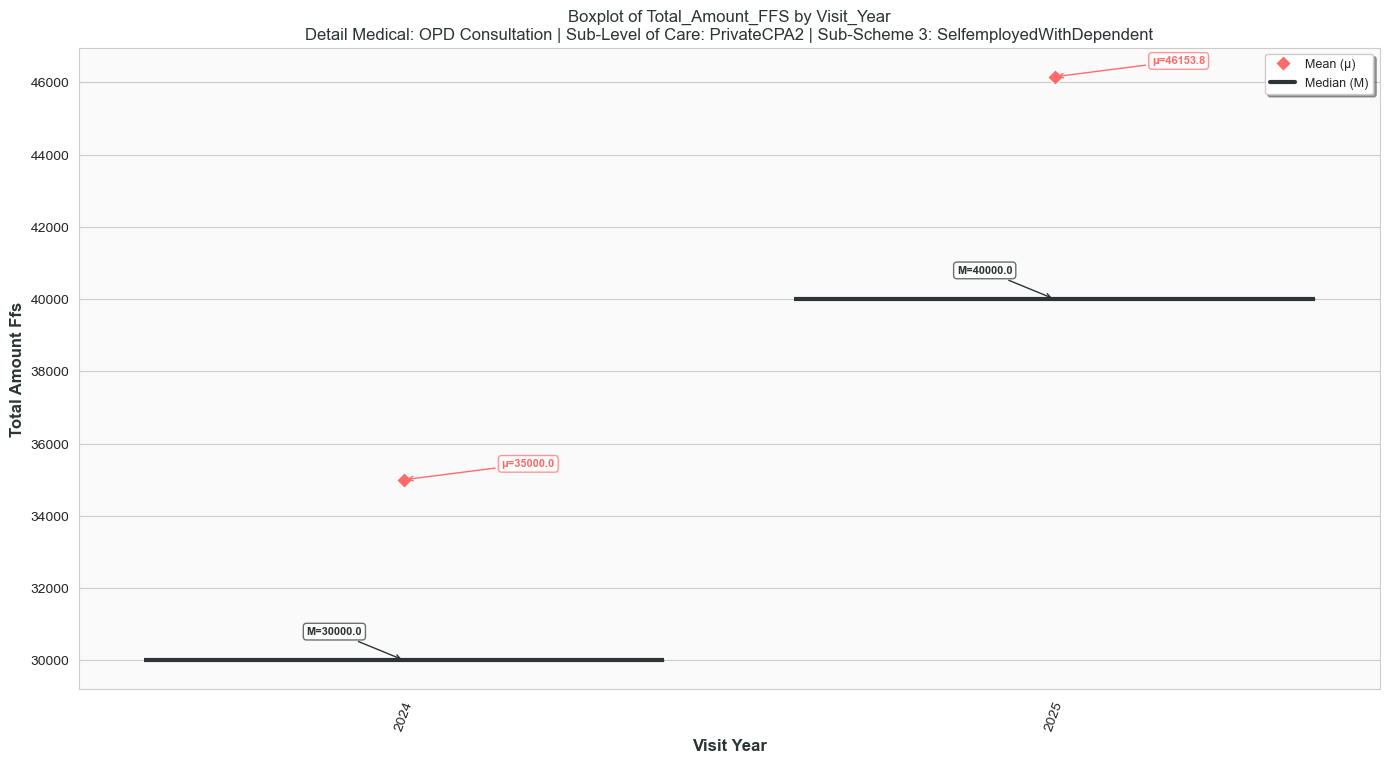 Boxplot of Total_Amount_FFS by Visit_Year
Detail Medical: OPD Consultation | Sub-Level of Care: PrivateCPA2 | Sub-Scheme 3: SelfemployedWithDependent
μ=46153.8
Mean (μ)
Median (M)
46000
44000
42000
M=40000.0
40000
38000
36000
μ=35000.0
34000
32000
M=30000.0
30000
Total Amount Ffs
2024
2025
Visit Year